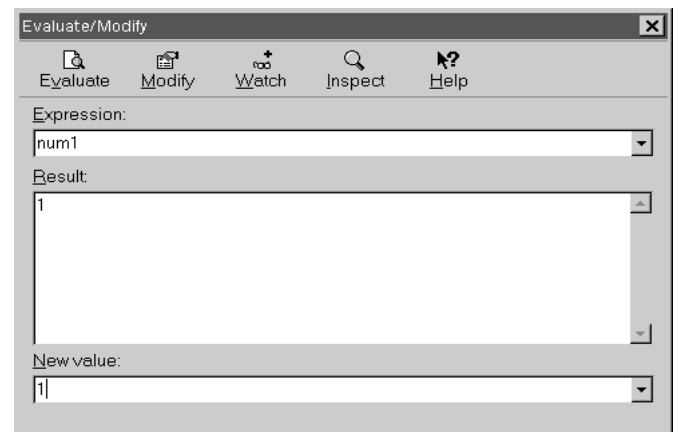 Evaluate/Modify
Evaluate Modify Watch Inspect Help
Expression:
num1
Result:
1
New value:
1